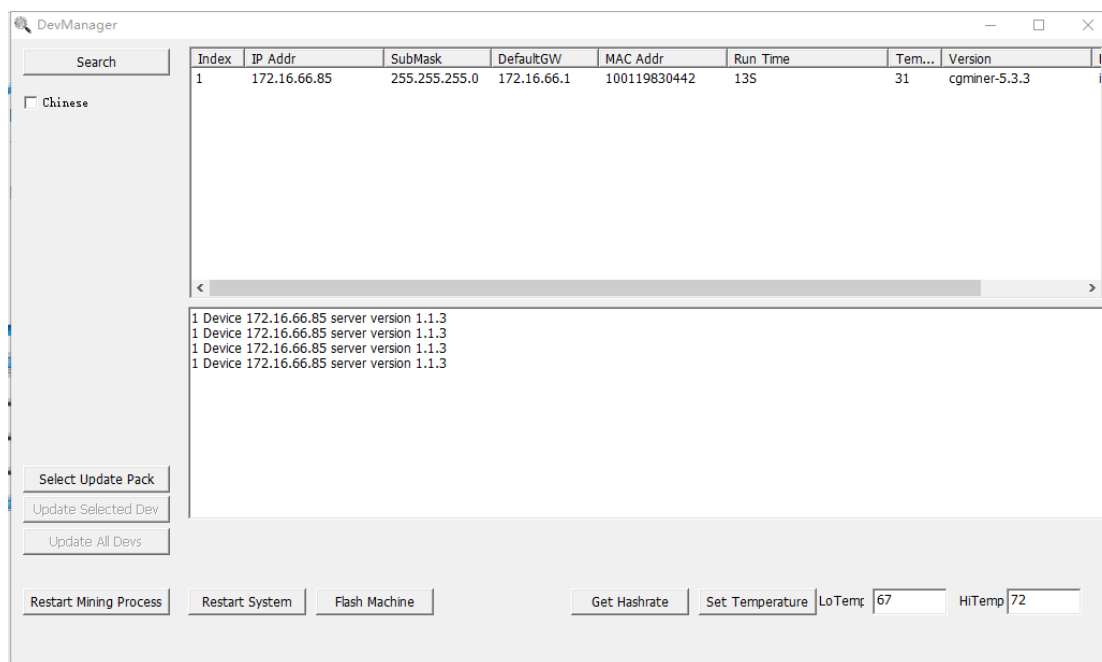 DevManager
Search
Chinese
Index IP Addr SubMask DefaultGW MAC Addr Run Time Tem... Version
1 172.16.66.85 255.255.255.0 172.16.66.1 100119830442 13S 31 cgminer-5.3.3
1 Device 172.16.66.85 server version 1.1.3
1 Device 172.16.66.85 server version 1.1.3
1 Device 172.16.66.85 server version 1.1.3
1 Device 172.16.66.85 server version 1.1.3
Select Update Pack
Update Selected Dev
Update All Devs
Restart Mining Process Restart System Flash Machine Get Hashrate Set Temperature LoTemp 67 HiTemp 72